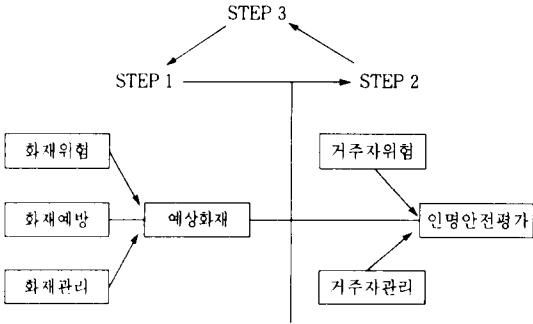 STEP 3
STEP 1 STEP 2
화재위험 거주자위험
화재예방 예상화재 인명안전평가
화재관리 거주자관리